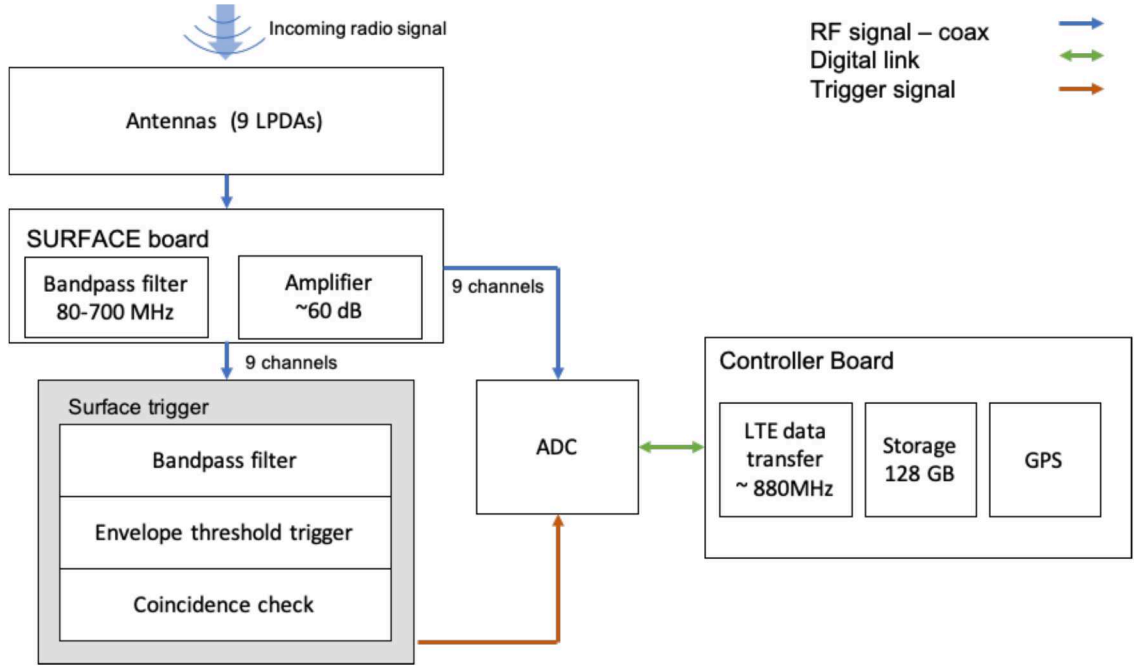 Incoming radio signal
RF signal – coax
Digital link
Trigger signal
Antennas (9 LPDAs)
SURFACE board
Bandpass filter
80-700 MHz
Amplifier
~60 dB
9 channels
9 channels
Surface trigger
Bandpass filter
Envelope threshold trigger
Coincidence check
ADC
Controller Board
LTE data
transfer
~ 880MHz
Storage
128 GB
GPS